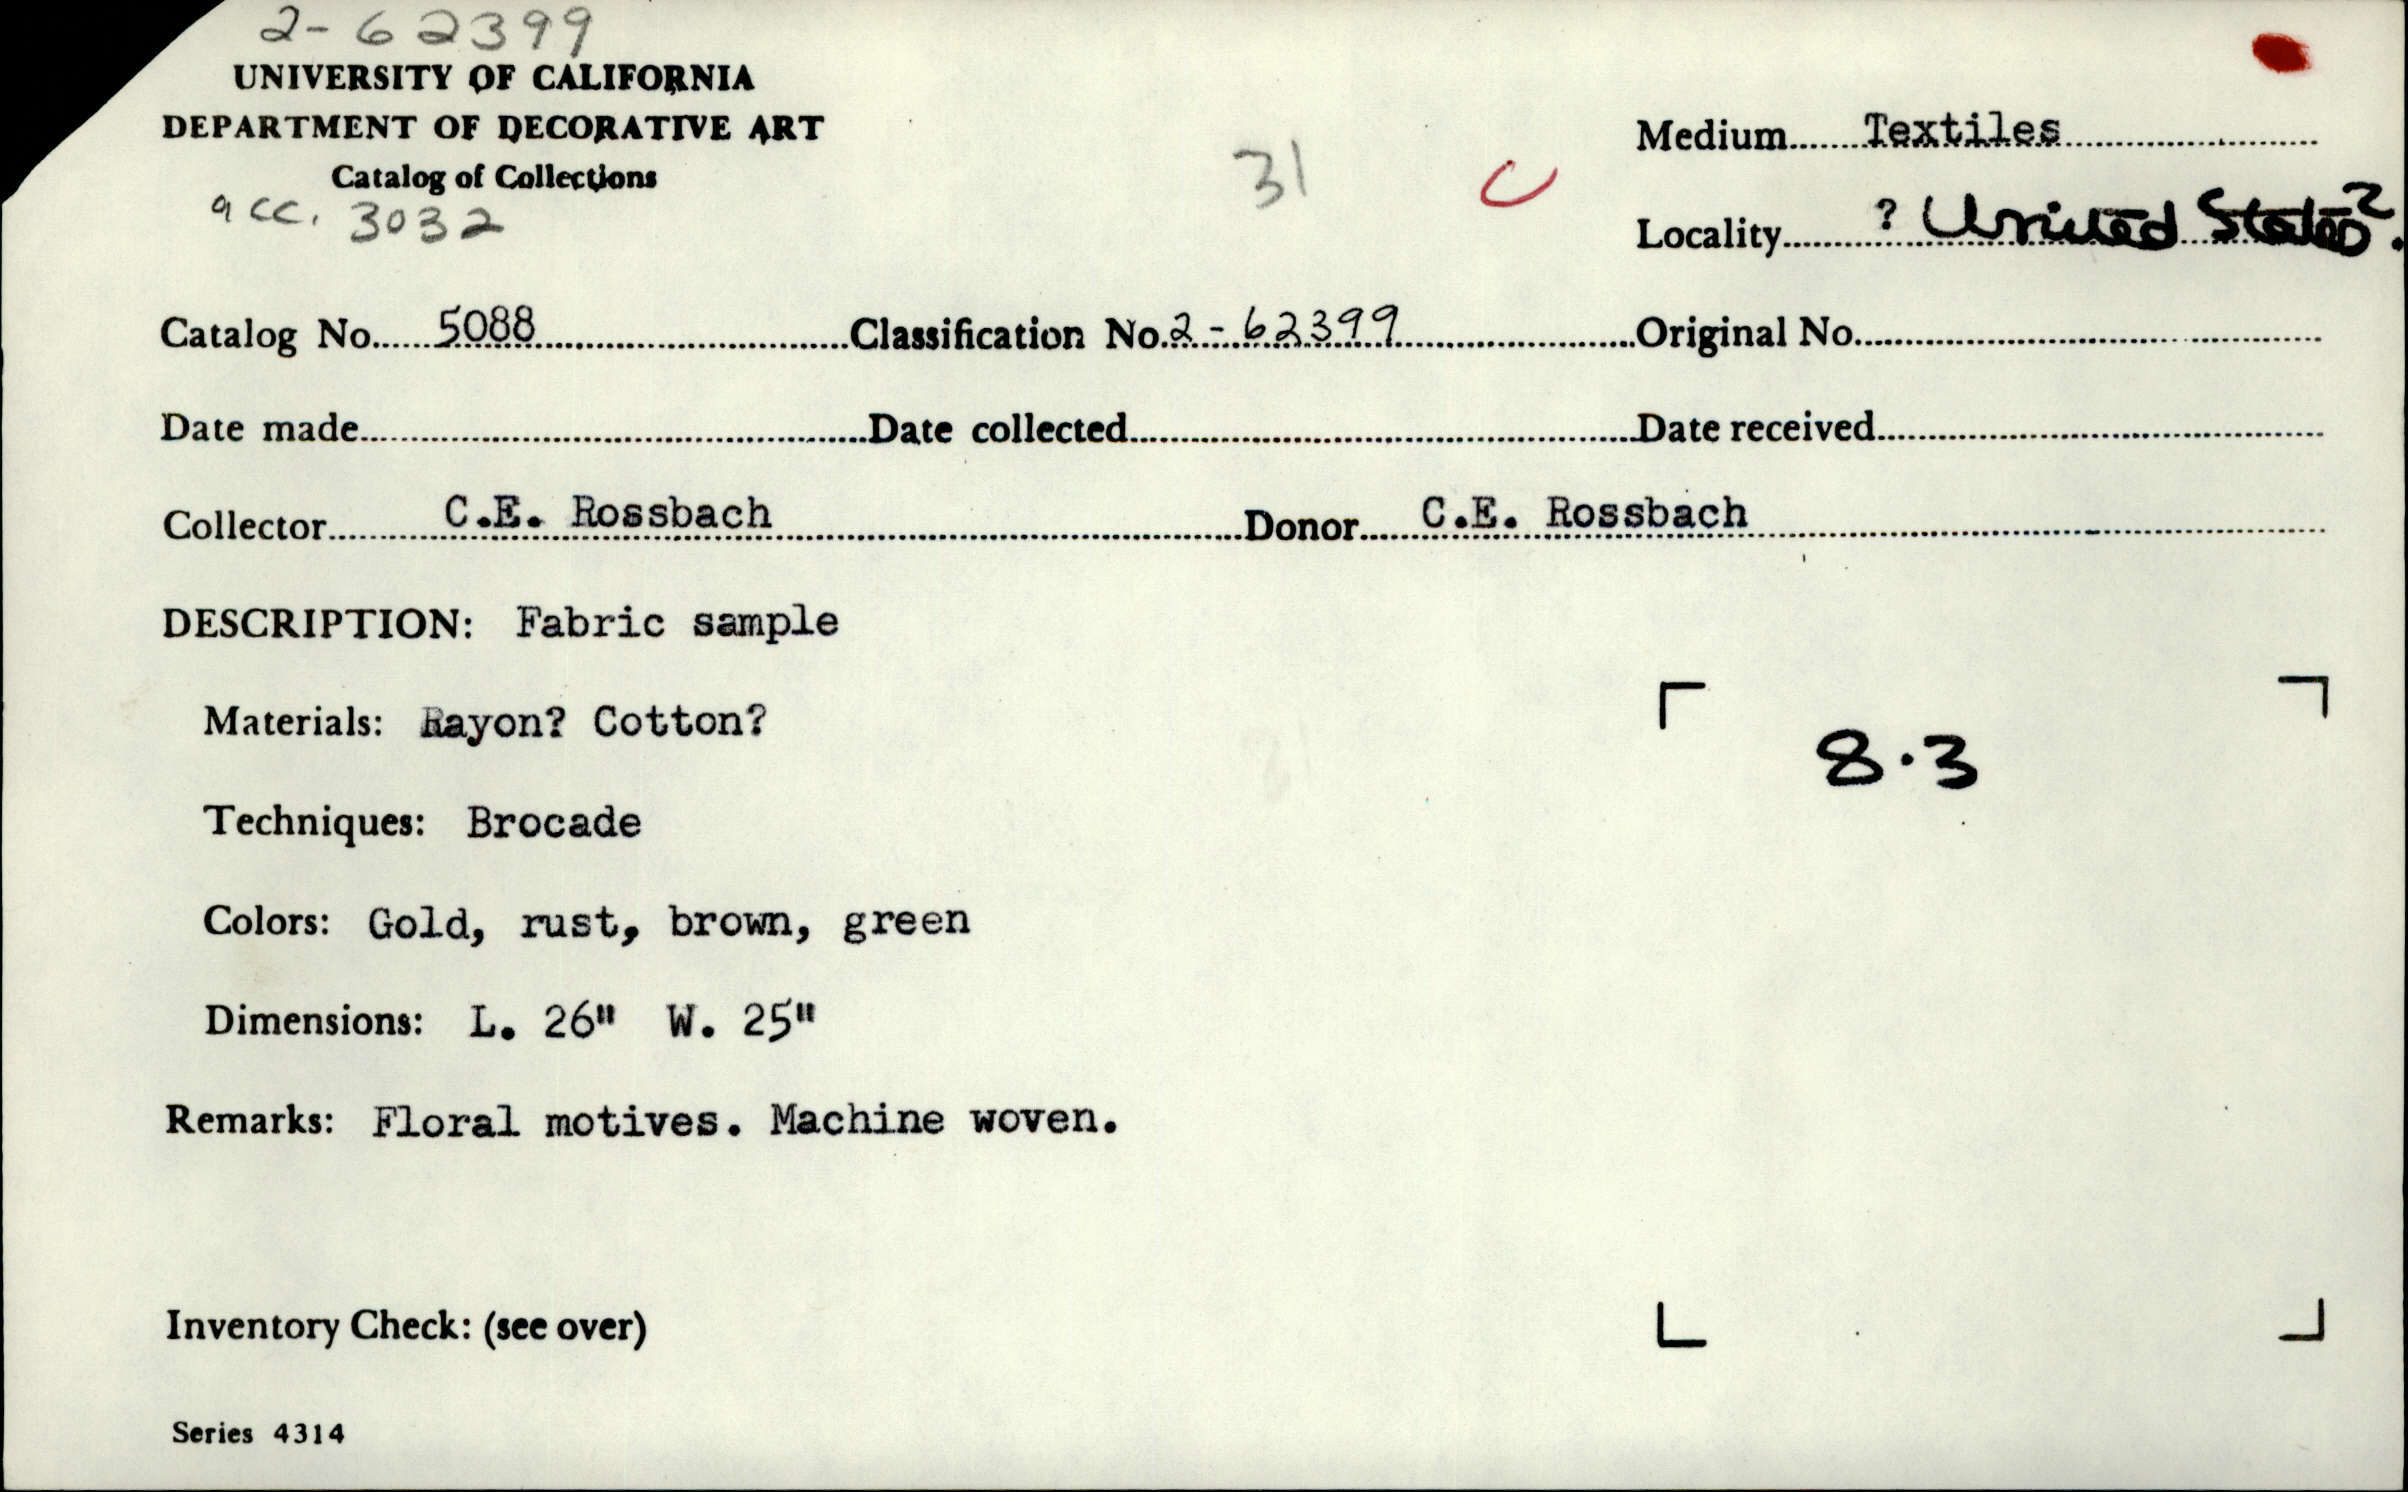 2-62399
UNIVERSITY OF CALIFORNIA
DEPARTMENT OF DECORATIVE ART
Catalog of Collections
acc. 3032
31
C
Medium Textiles
Locality ? United States?
Catalog No. 5088 Classification No. 2-62399 Original No.
Date made Date collected Date received
Collector C.E. Rossbach Donor C.E. Rossbach
DESCRIPTION: Fabric sample
Materials: Rayon? Cotton?
8.3
Techniques: Brocade
Colors: Gold, rust, brown, green
Dimensions: L. 26" W. 25"
Remarks: Floral motives. Machine woven.
Inventory Check: (see over)
Series 4314